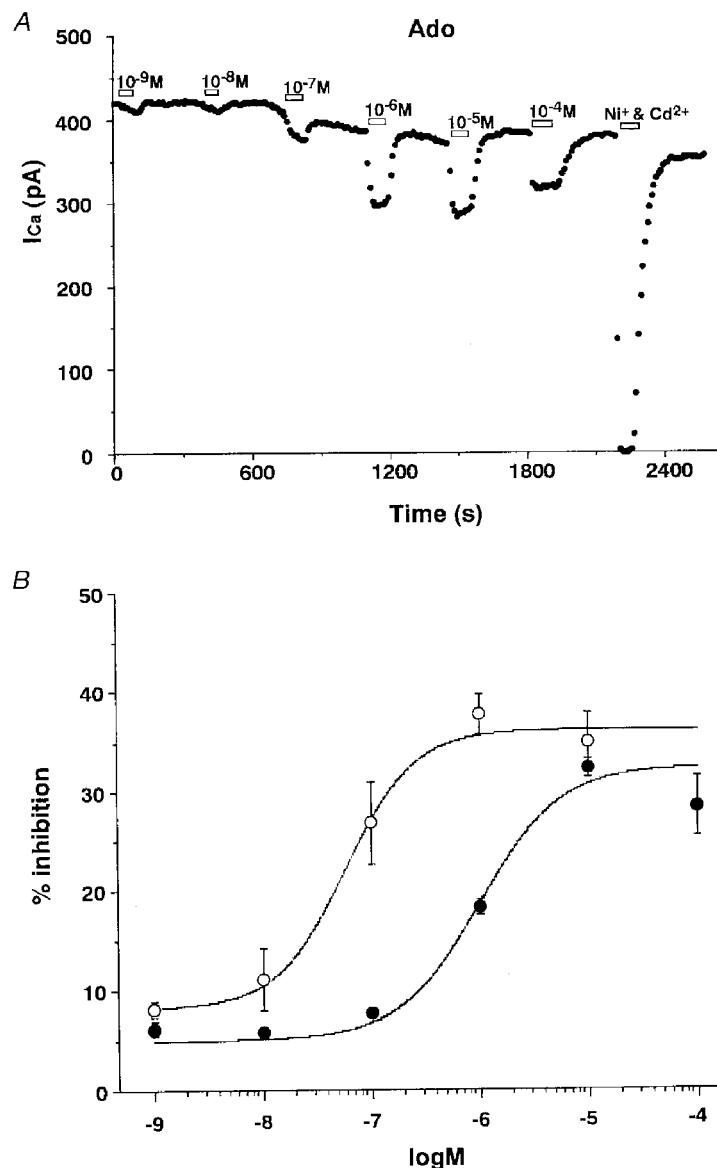 A
Ado
500
10-9M
10-8M
10-7M
10-6M
10-5M
10-4M
Ni+ & Cd2+
400
300
200
100
0
ICa (pA)
0
600
1200
1800
2400
Time (s)
B
50
40
30
20
10
0
% inhibition
-9
-8
-7
-6
-5
-4
logM